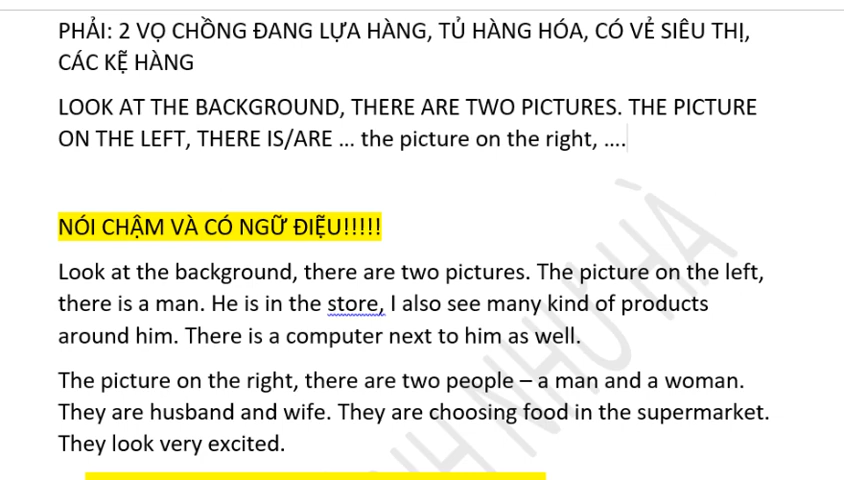 PHẢI: 2 VỌ CHỒNG ĐANG LỰA HÀNG, TỦ HÀNG HÓA, CÓ VẺ SIÊU THỊ,
CÁC KẸ̃ HÀNG
LOOK AT THE BACKGROUND, THERE ARE TWO PICTURES. THE PICTURE
ON THE LEFT, THERE IS/ARE … the picture on the right, ….
NÓI CHẬM VÀ CÓ NGỮ ĐIỆU!!!!!
Look at the background, there are two pictures. The picture on the left,
there is a man. He is in the store, I also see many kind of products
around him. There is a computer next to him as well.
The picture on the right, there are two people – a man and a woman.
They are husband and wife. They are choosing food in the supermarket.
They look very excited.
NH NHƯ HÀ